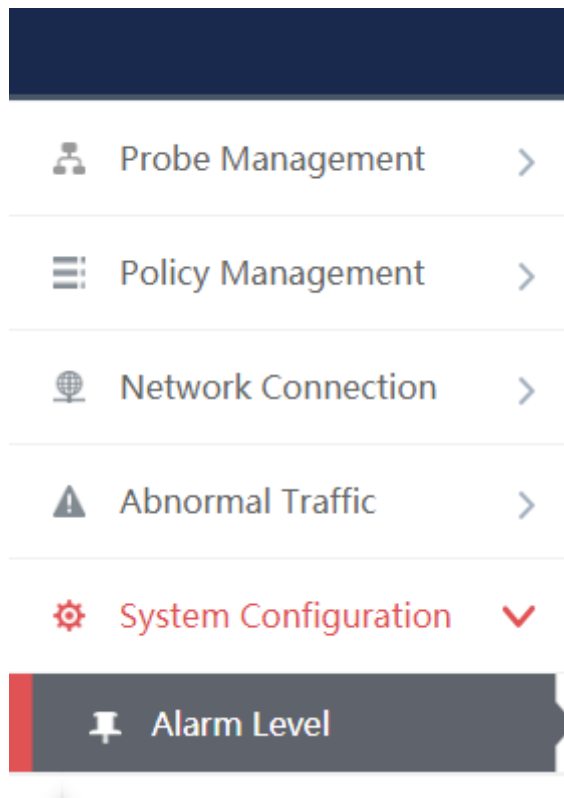 Probe Management
Policy Management
Network Connection
Abnormal Traffic
System Configuration
Alarm Level